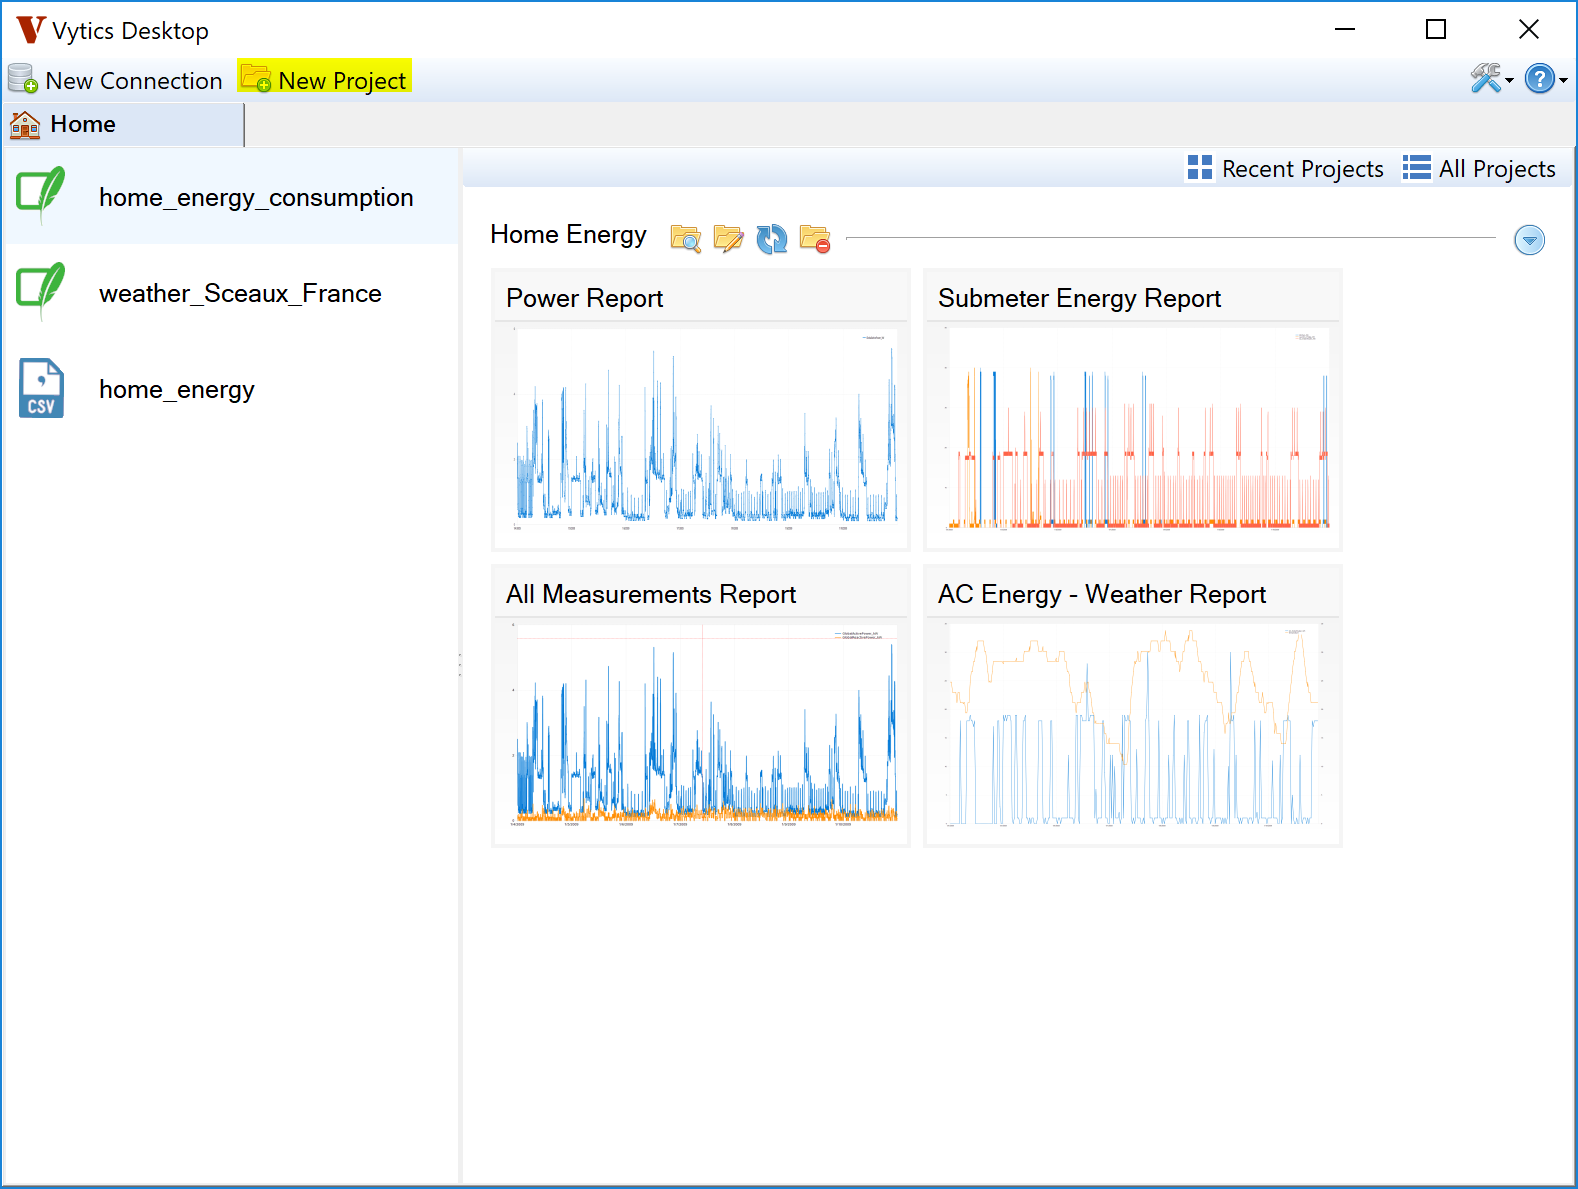 Vytics Desktop
New Connection
New Project
Home
home_energy_consumption
weather_Sceaux_France
CSV
home_energy
Recent Projects
All Projects
Home Energy
Power Report
Submeter Energy Report
All Measurements Report
AC Energy - Weather Report